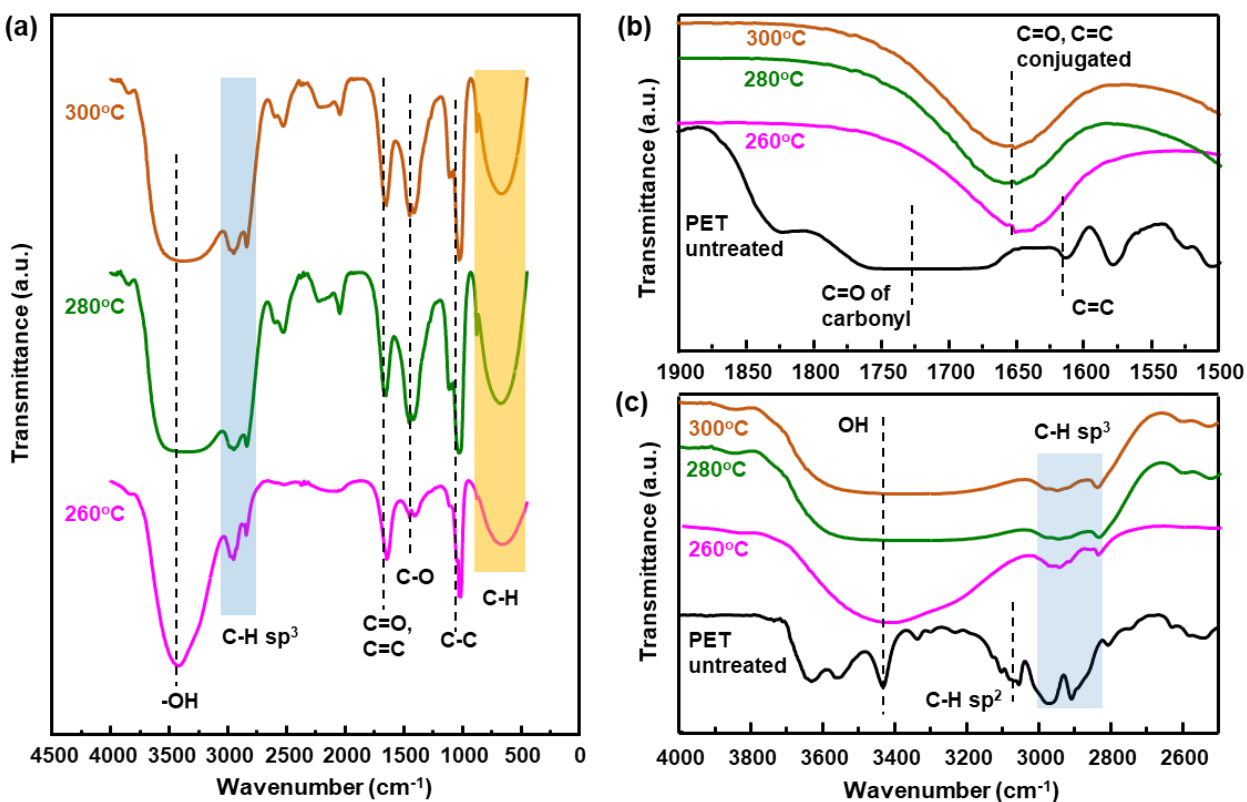 (a)
300°C
280°C
260°C
-OH
C-H sp³
C=O,
C=C
C-O
C-C
C-H
Transmittance (a.u.)
4500 4000 3500 3000 2500 2000 1500 1000 500 0
Wavenumber (cm⁻¹)
(b)
300°C
280°C
260°C
C=O, C=C
conjugated
PET
untreated
C=O of
carbonyl
C=C
Transmittance (a.u.)
1900 1850 1800 1750 1700 1650 1600 1550 1500
(c)
300°C
280°C
260°C
OH
C-H sp³
PET
untreated
C-H sp²
Transmittance (a.u.)
4000 3800 3600 3400 3200 3000 2800 2600
Wavenumber (cm⁻¹)